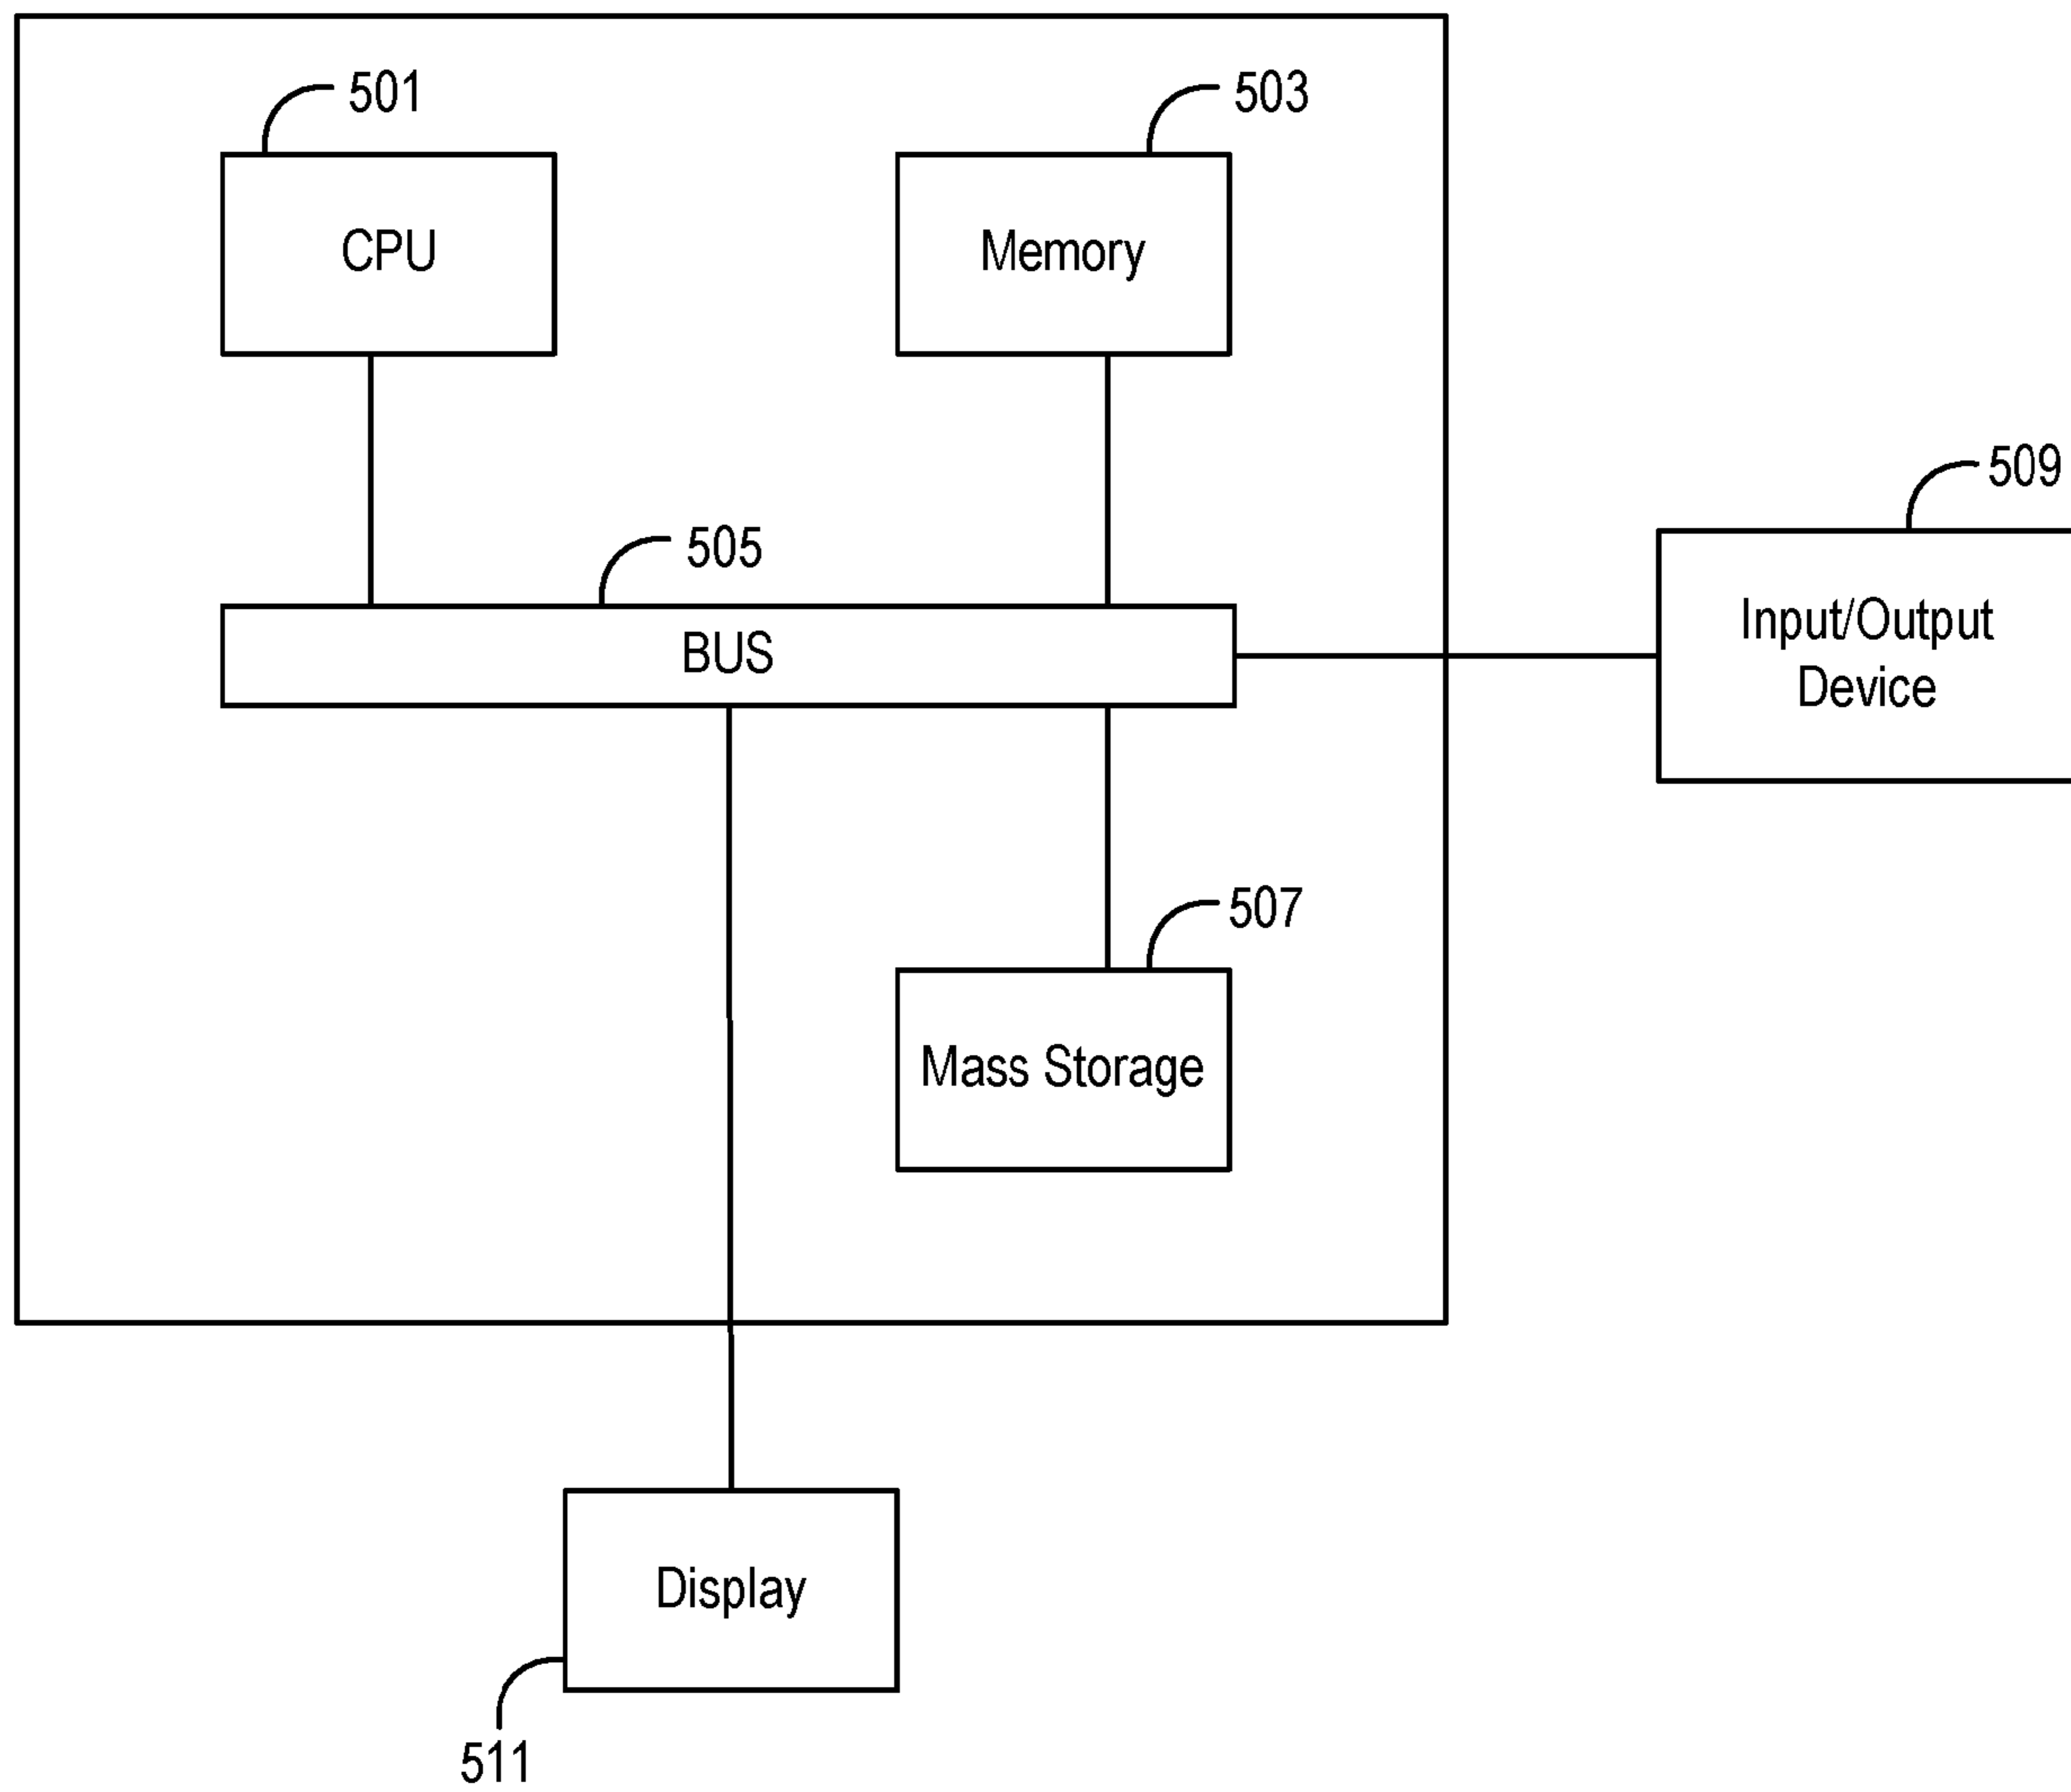 501
503
CPU
Memory
509
505
Input/Output
Device
BUS
507
Mass Storage
Display
511